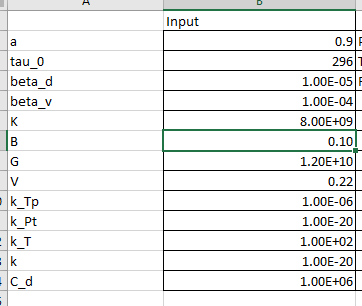 A B
Input
a 0.9
tau_0 296
beta_d 1.00E-05
beta_v 1.00E-04
K 8.00E+09
B 0.10
G 1.20E+10
V 0.22
k_Tp 1.00E-06
k_Pt 1.00E-20
k_T 1.00E+02
k 1.00E-20
C_d 1.00E+06